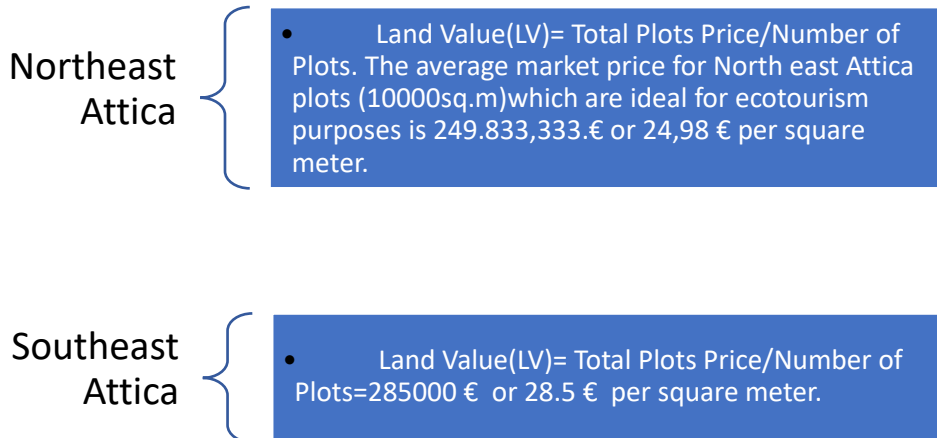 Northeast
Attica
• Land Value(LV)= Total Plots Price/Number of
Plots. The average market price for North east Attica
plots (10000sq.m)which are ideal for ecotourism
purposes is 249.833,333.€ or 24,98 € per square
meter.
Southeast
Attica
• Land Value(LV)= Total Plots Price/Number of
Plots=285000 € or 28.5 € per square meter.